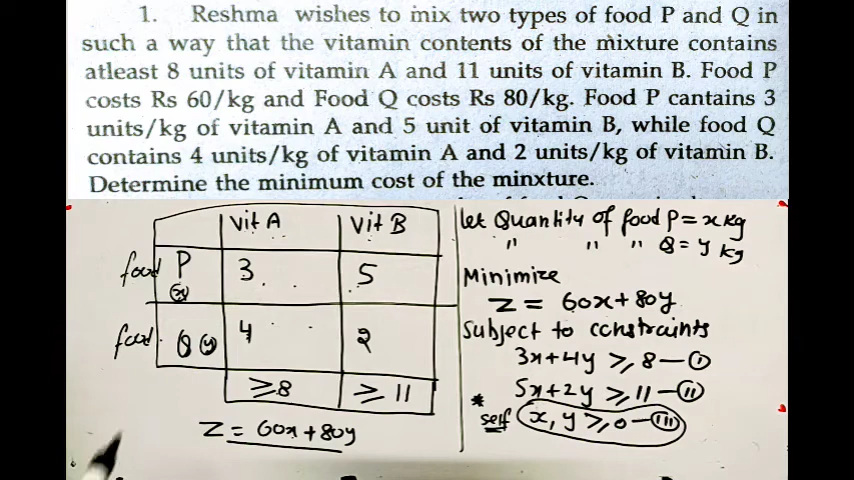 1. Reshma wishes to mix two types of food P and Q in
such a way that the vitamin contents of the mixture contains
atleast 8 units of vitamin A and 11 units of vitamin B. Food P
costs Rs 60/kg and Food Q costs Rs 80/kg. Food P cantains 3
units/kg of vitamin A and 5 unit of vitamin B, while food Q
contains 4 units/kg of vitamin A and 2 units/kg of vitamin B.
Determine the minimum cost of the minxture.
Vit A Vit B
food P (x) 3 5
food Q (y) 4 2
≥8 ≥ 11
Z = 60x + 80y
let Quantity of food P = x kg
" " " Q = y kg
Minimize
Z = 60x + 80y
Subject to constraints
3x + 4y ≥ 8 — (I)
5x + 2y ≥ 11 — (II)
* self x, y ≥ 0 — (III)